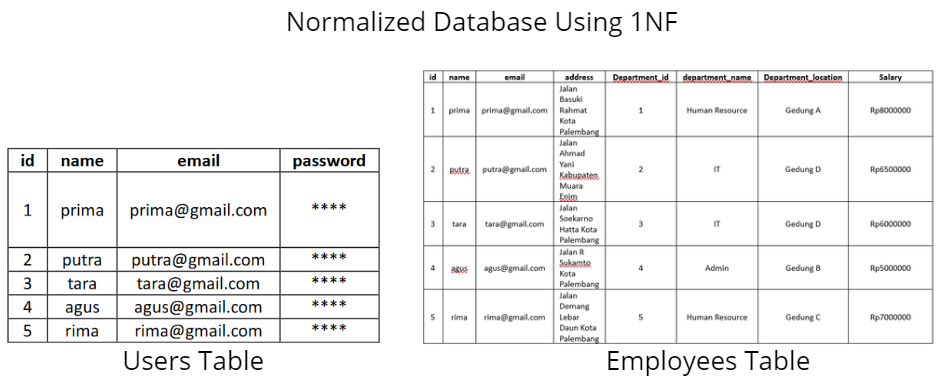 Normalized Database Using 1NF
id name email password
1 prima prima@gmail.com ****
2 putra putra@gmail.com ****
3 tara tara@gmail.com ****
4 agus agus@gmail.com ****
5 rima rima@gmail.com ****
Users Table
id name email address Department_id department_name Department_location Salary
Jalan
Basuki
1 prima prima@gmail.com Rahmat 1 Human Resource Gedung A Rp8000000
Kota
Palembang
Jalan
Ahmad
Yani
2 putra putra@gmail.com Kabupaten 2 IT Gedung D Rp6500000
Muara
Enim
Jalan
Soekarno
3 tara tara@gmail.com Hatta Kota 3 IT Gedung D Rp6000000
Palembang
Jalan R
Sukamto
4 agus agus@gmail.com Kota 4 Admin Gedung B Rp5000000
Palembang
Jalan
Demang
5 rima rima@gmail.com Lebar 5 Human Resource Gedung C Rp7000000
Daun Kota
Palembang
Employees Table